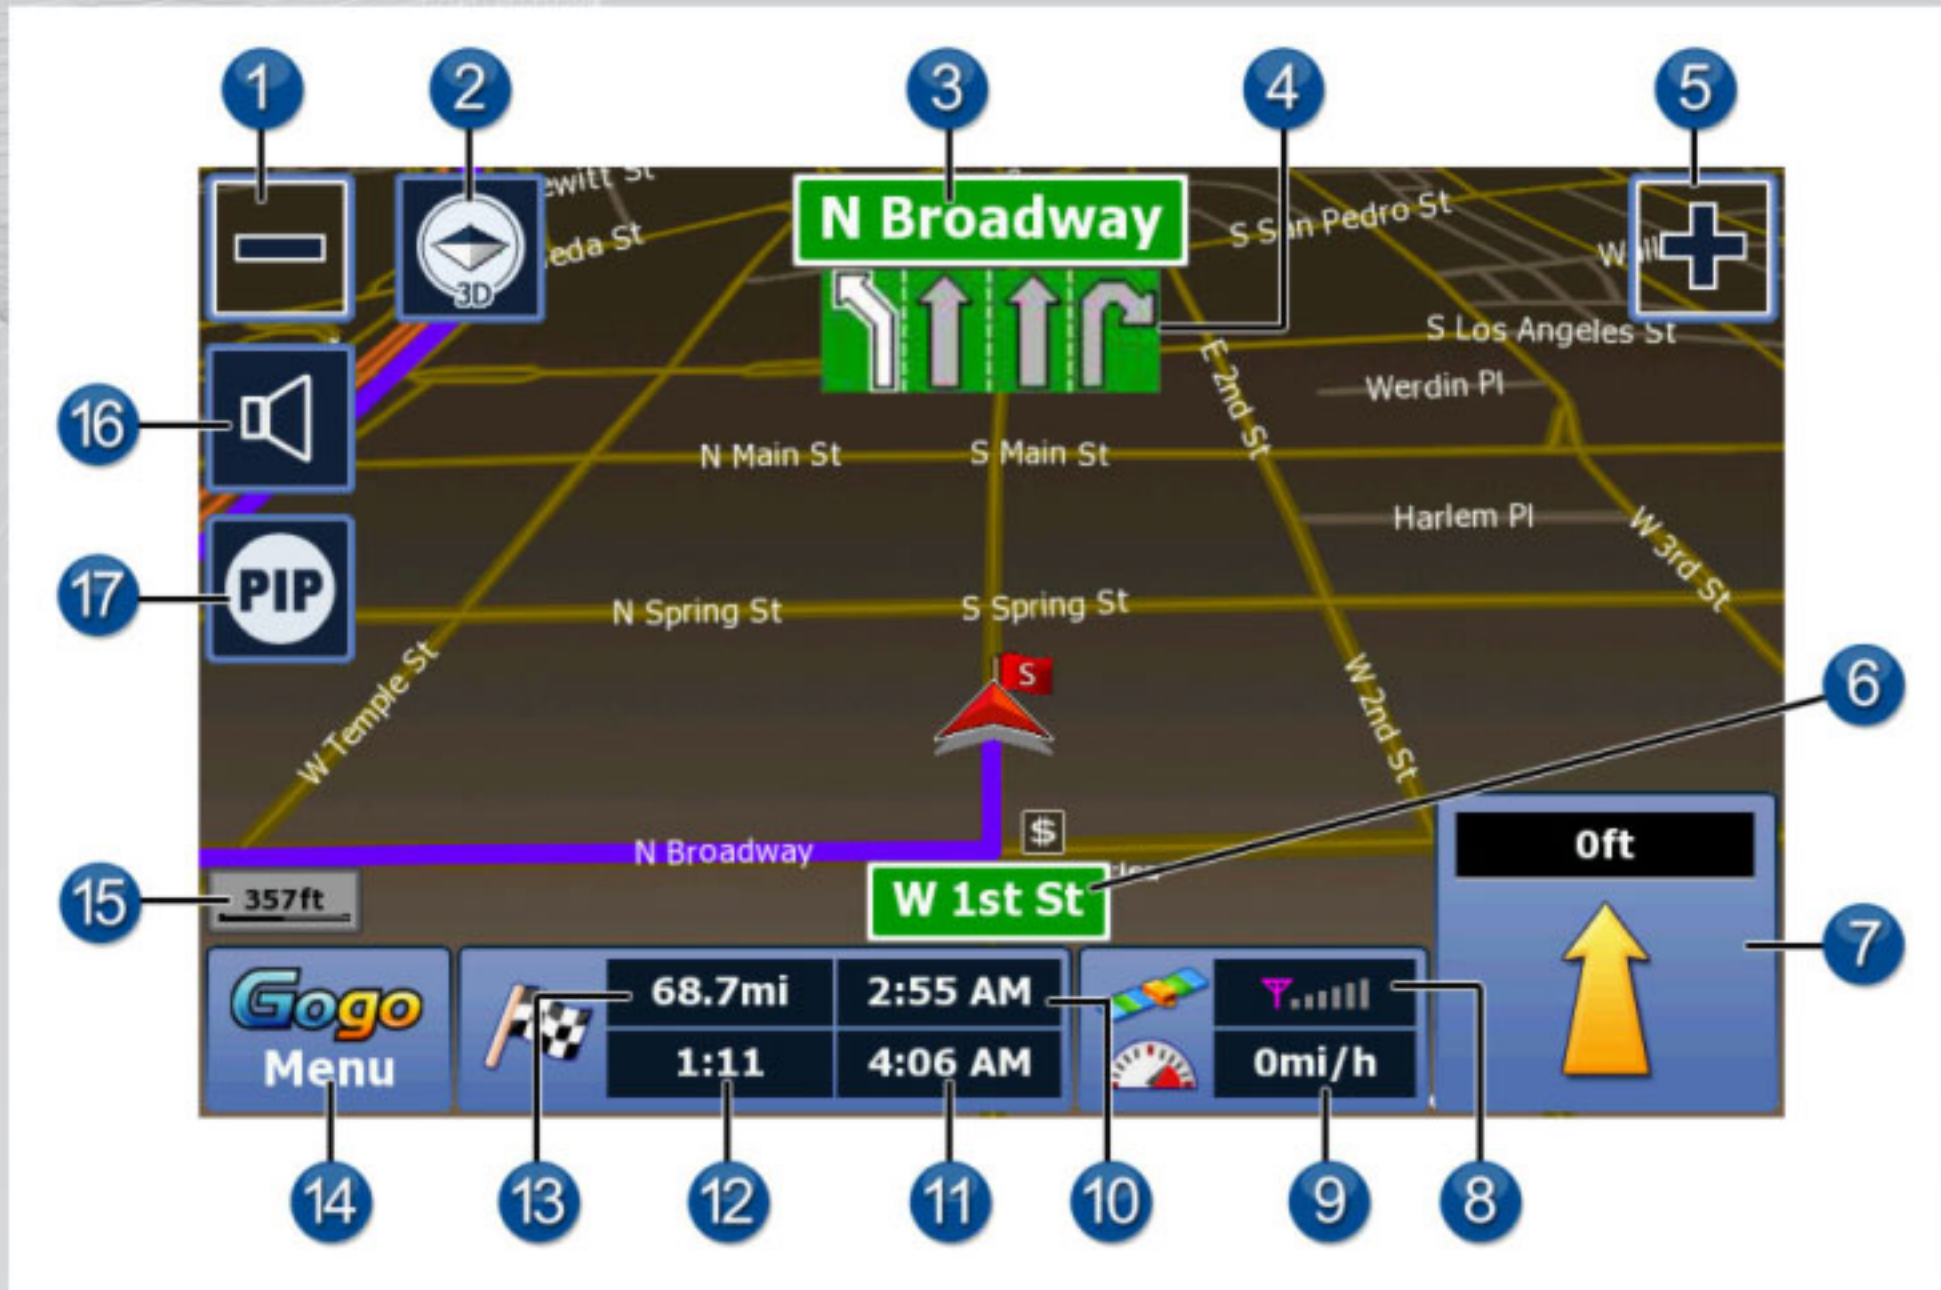 1
2
3
4
5
3D
N Broadway
ewitt St
eda St
S San Pedro St
S Los Angeles St
Werdin Pl
E 2nd St
16
N Main St
S Main St
Harlem Pl
W 3rd St
17
PIP
N Spring St
S Spring St
S
W Temple St
W 2nd St
6
$
N Broadway
0ft
15
357ft
W 1st St
7
Gogo
Menu
68.7mi
2:55 AM
1:11
4:06 AM
0mi/h
14
13
12
11
10
9
8